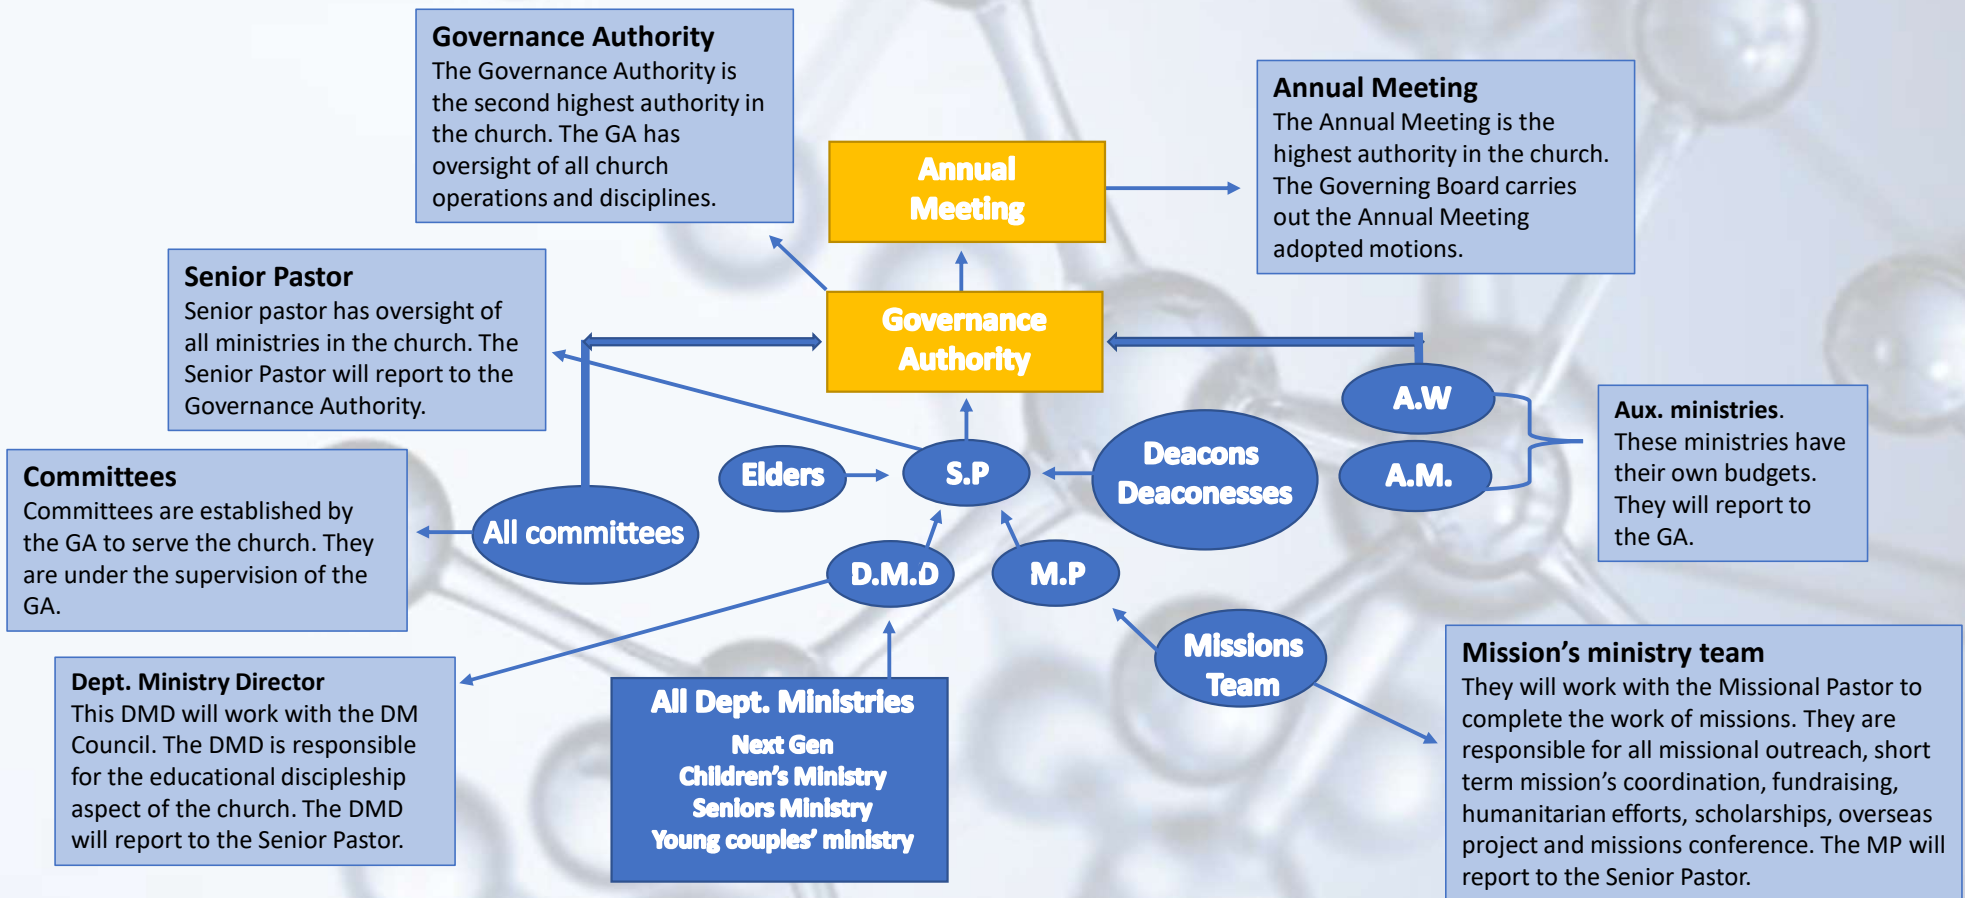 Governance Authority
The Governance Authority is
the second highest authority in
the church. The GA has
oversight of all church
operations and disciplines.
Annual Meeting
The Annual Meeting is the
highest authority in the church.
The Governing Board carries
out the Annual Meeting
adopted motions.
Annual
Meeting
Senior Pastor
Senior pastor has oversight of
all ministries in the church. The
Senior Pastor will report to the
Governance Authority.
Governance
Authority
A.W
A.M.
Aux. ministries.
These ministries have
their own budgets.
They will report to
the GA.
Elders
S.P
Deacons
Deaconesses
Committees
Committees are established by
the GA to serve the church. They
are under the supervision of the
GA.
All committees
D.M.D
M.P
Missions
Team
Dept. Ministry Director
This DMD will work with the DM
Council. The DMD is responsible
for the educational discipleship
aspect of the church. The DMD
will report to the Senior Pastor.
All Dept. Ministries
Next Gen
Children's Ministry
Seniors Ministry
Young couples' ministry
Mission's ministry team
They will work with the Missional Pastor to
complete the work of missions. They are
responsible for all missional outreach, short
term mission's coordination, fundraising,
humanitarian efforts, scholarships, overseas
project and missions conference. The MP will
report to the Senior Pastor.